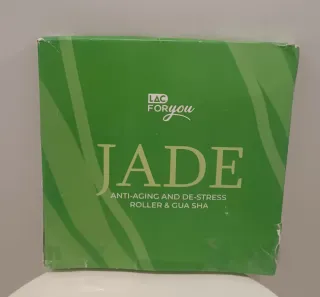 LAC
FORyou
JADE
ANTI-AGING AND DE-STRESS
ROLLER & GUA SHA